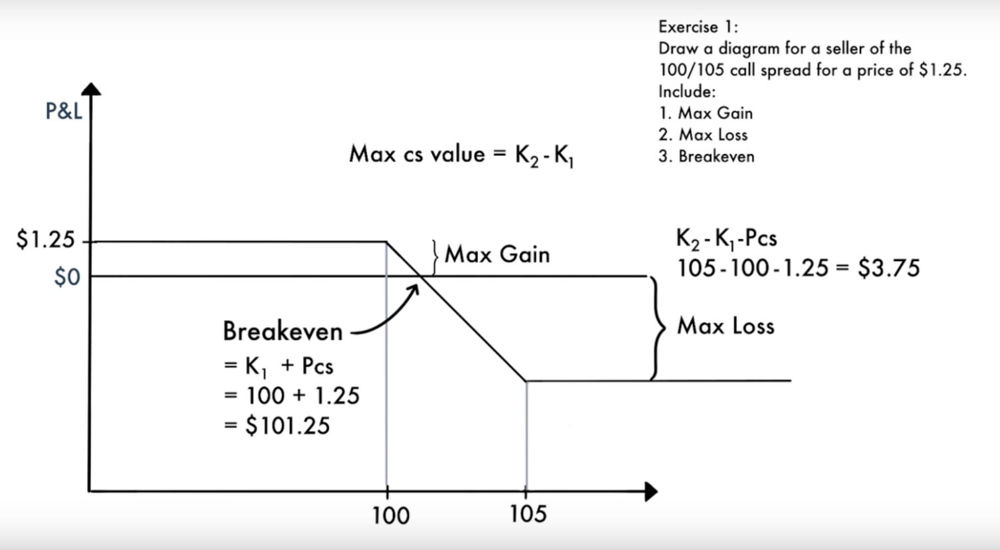 Exercise 1:
Draw a diagram for a seller of the
100/105 call spread for a price of $1.25.
Include:
1. Max Gain
2. Max Loss
3. Breakeven
P&L
Max cs value = K₂ - K₁
$1.25
$0
Max Gain
K₂ - K₁ - Pcs
105 - 100 - 1.25 = $3.75
Max Loss
Breakeven
= K₁ + Pcs
= 100 + 1.25
= $101.25
100
105